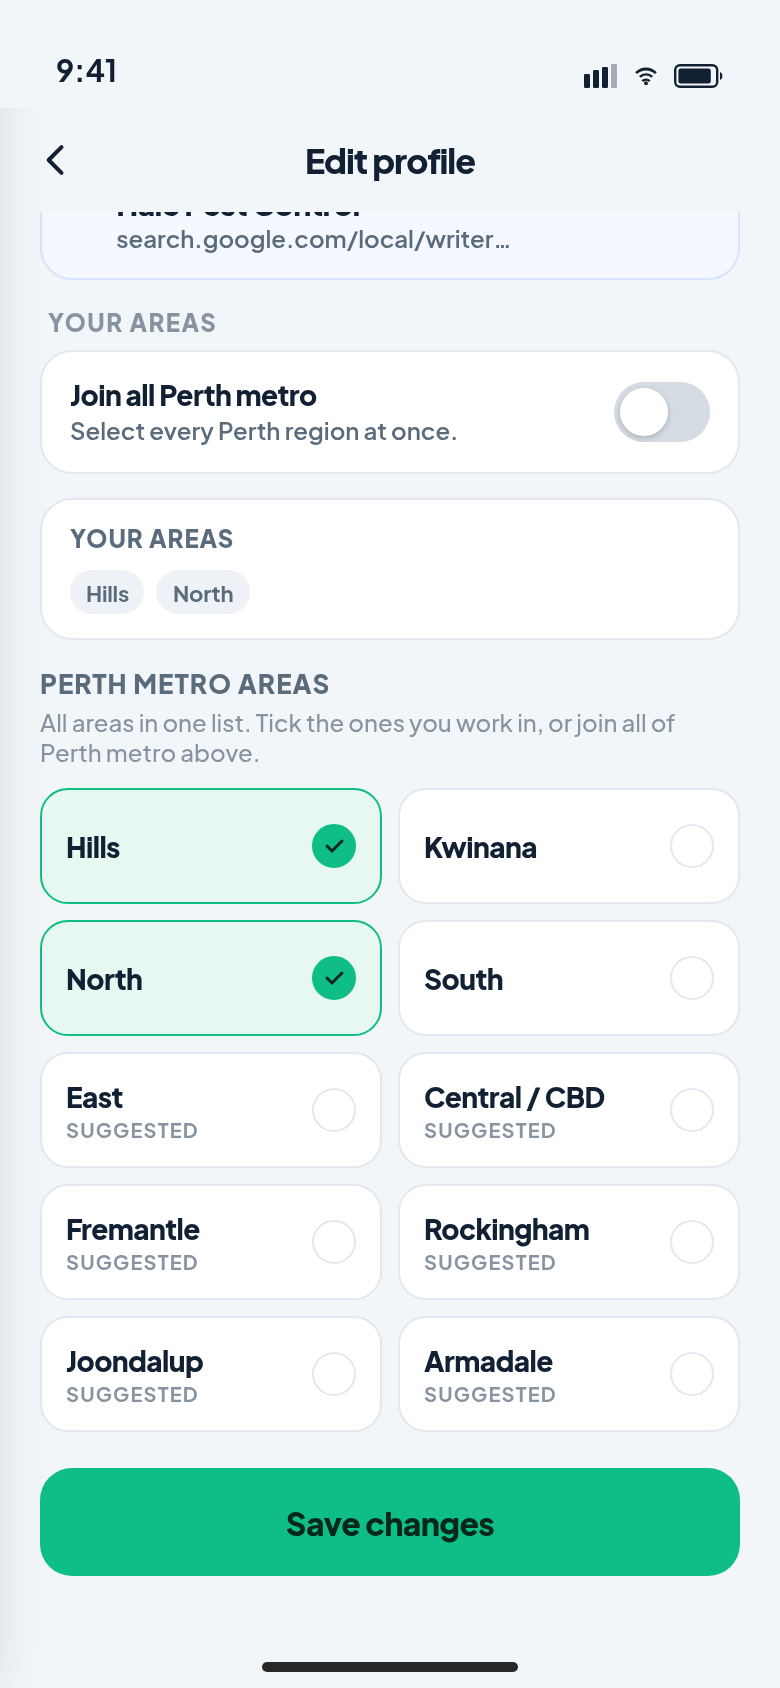 9:41
Edit profile
search.google.com/local/writer...
YOUR AREAS
Join all Perth metro
Select every Perth region at once.
YOUR AREAS
Hills
North
PERTH METRO AREAS
All areas in one list. Tick the ones you work in, or join all of
Perth metro above.
Hills
Kwinana
North
South
East
SUGGESTED
Central / CBD
SUGGESTED
Fremantle
SUGGESTED
Rockingham
SUGGESTED
Joondalup
SUGGESTED
Armadale
SUGGESTED
Save changes